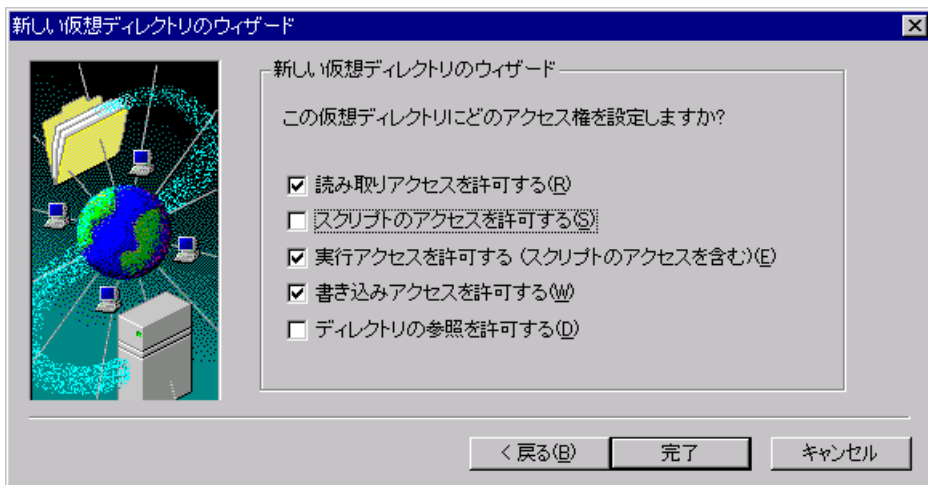 新しい仮想ディレクトリのウィザード
新しい仮想ディレクトリのウィザード
この仮想ディレクトリにどのアクセス権を設定しますか?
読み取りアクセスを許可する(R)
スクリプトのアクセスを許可する(S)
実行アクセスを許可する (スクリプトのアクセスを含む)(E)
書き込みアクセスを許可する(W)
ディレクトリの参照を許可する(D)
< 戻る(B) 完了 キャンセル